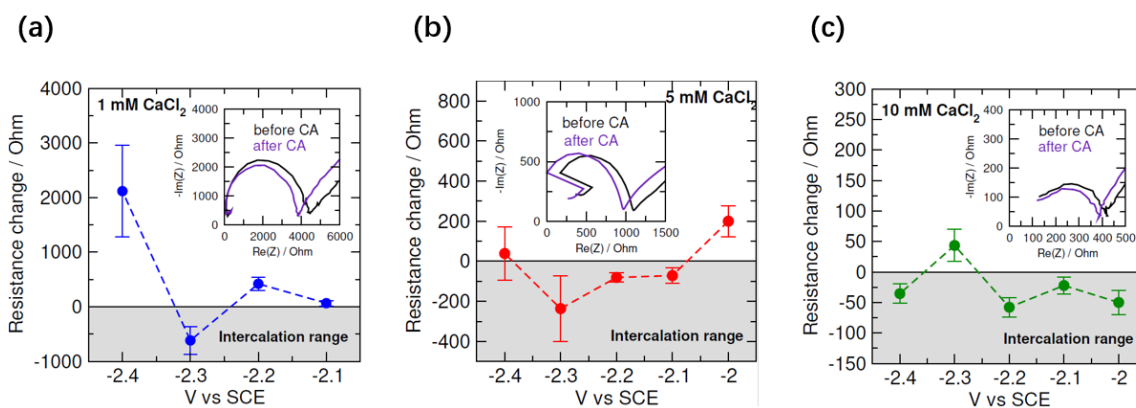 (a)
(b)
(c)
Resistance change / Ohm
4000
3000
2000
1000
0
-1000
1 mM CaCl2
-Im(Z) / Ohm
4000
3000
2000
1000
0
before CA
after CA
0 2000 4000 6000
Re(Z) / Ohm
Intercalation range
-2.4 -2.3 -2.2 -2.1
V vs SCE
Resistance change / Ohm
800
600
400
200
0
-200
-400
5 mM CaCl2
-Im(Z) / Ohm
1000
500
0
before CA
after CA
0 500 1000 1500
Re(Z) / Ohm
Intercalation range
-2.4 -2.3 -2.2 -2.1 -2
V vs SCE
Resistance change / Ohm
300
250
200
150
100
50
0
-50
-100
-150
10 mM CaCl2
-Im(Z) / Ohm
400
300
200
100
0
before CA
after CA
0 100 200 300 400 500
Re(Z) / Ohm
Intercalation range
-2.4 -2.3 -2.2 -2.1 -2
V vs SCE